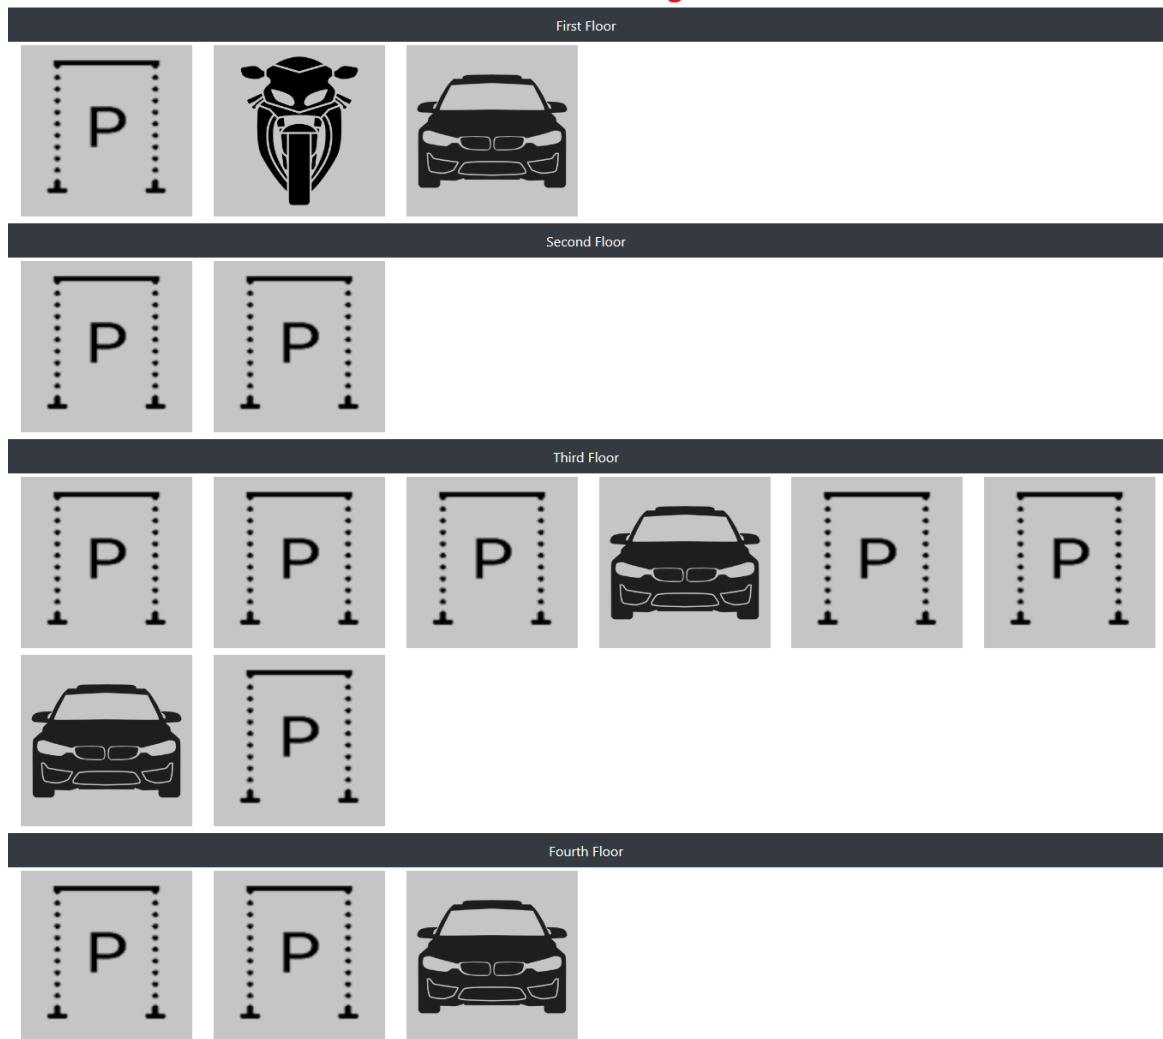 First Floor
P
Second Floor
P P
Third Floor
P P P P P
P
Fourth Floor
P P